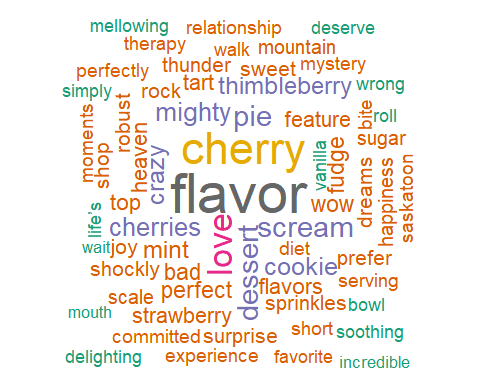 mellowing relationship deserve
therapy walk mountain
perfectly thunder sweet mystery
simply rock tart thimbleberry wrong
moments shop robust heaven crazy mighty pie feature bite roll
cherry vanilla fudge sugar
flavor dreams happiness saskatoon
life's top love wow
cherries dessert scream
wait joy mint diet prefer
shockly bad cookie serving
scale perfect flavors
mouth strawberry sprinkles bowl
committed surprise short soothing
delighting experience favorite incredible